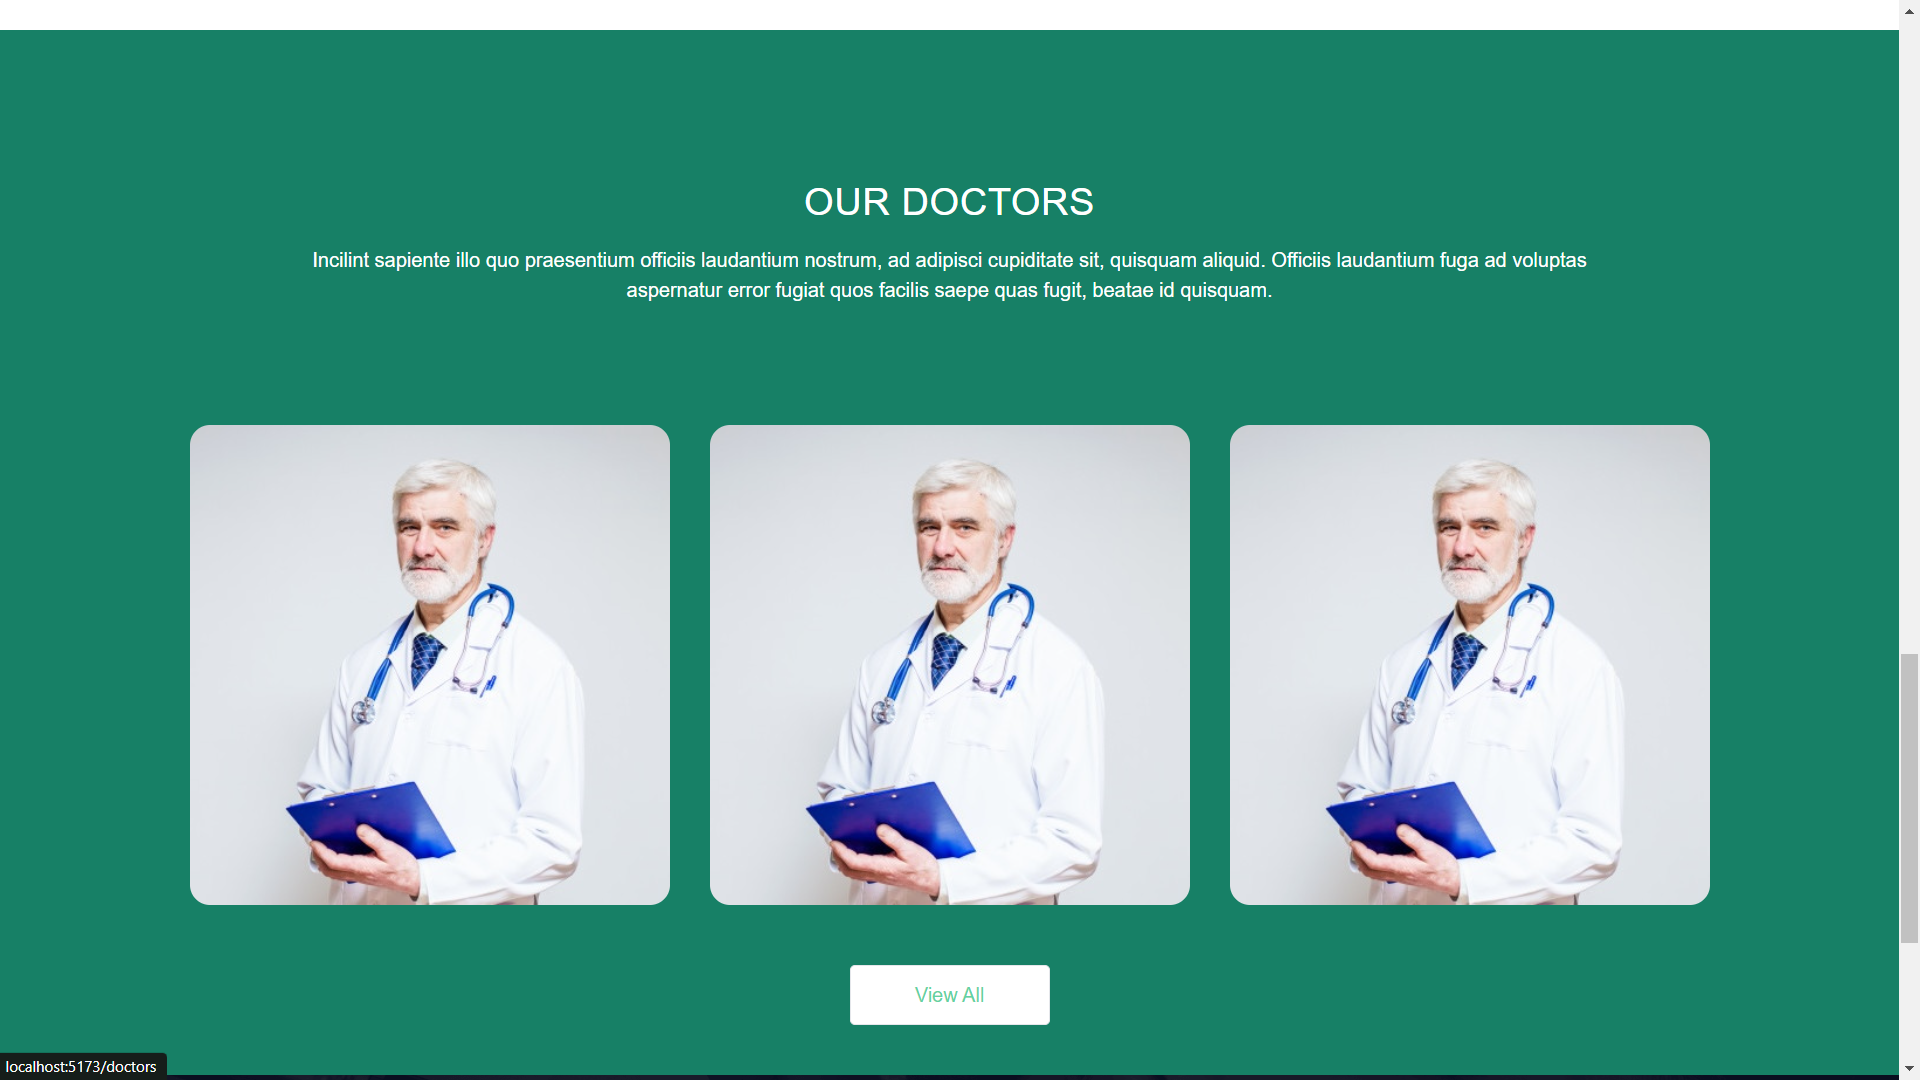 OUR DOCTORS
Incilint sapiente illo quo praesentium officiis laudantium nostrum, ad adipisci cupiditate sit, quisquam aliquid. Officiis laudantium fuga ad voluptas
aspernatur error fugiat quos facilis saepe quas fugit, beatae id quisquam.
View All
localhost:5173/doctors